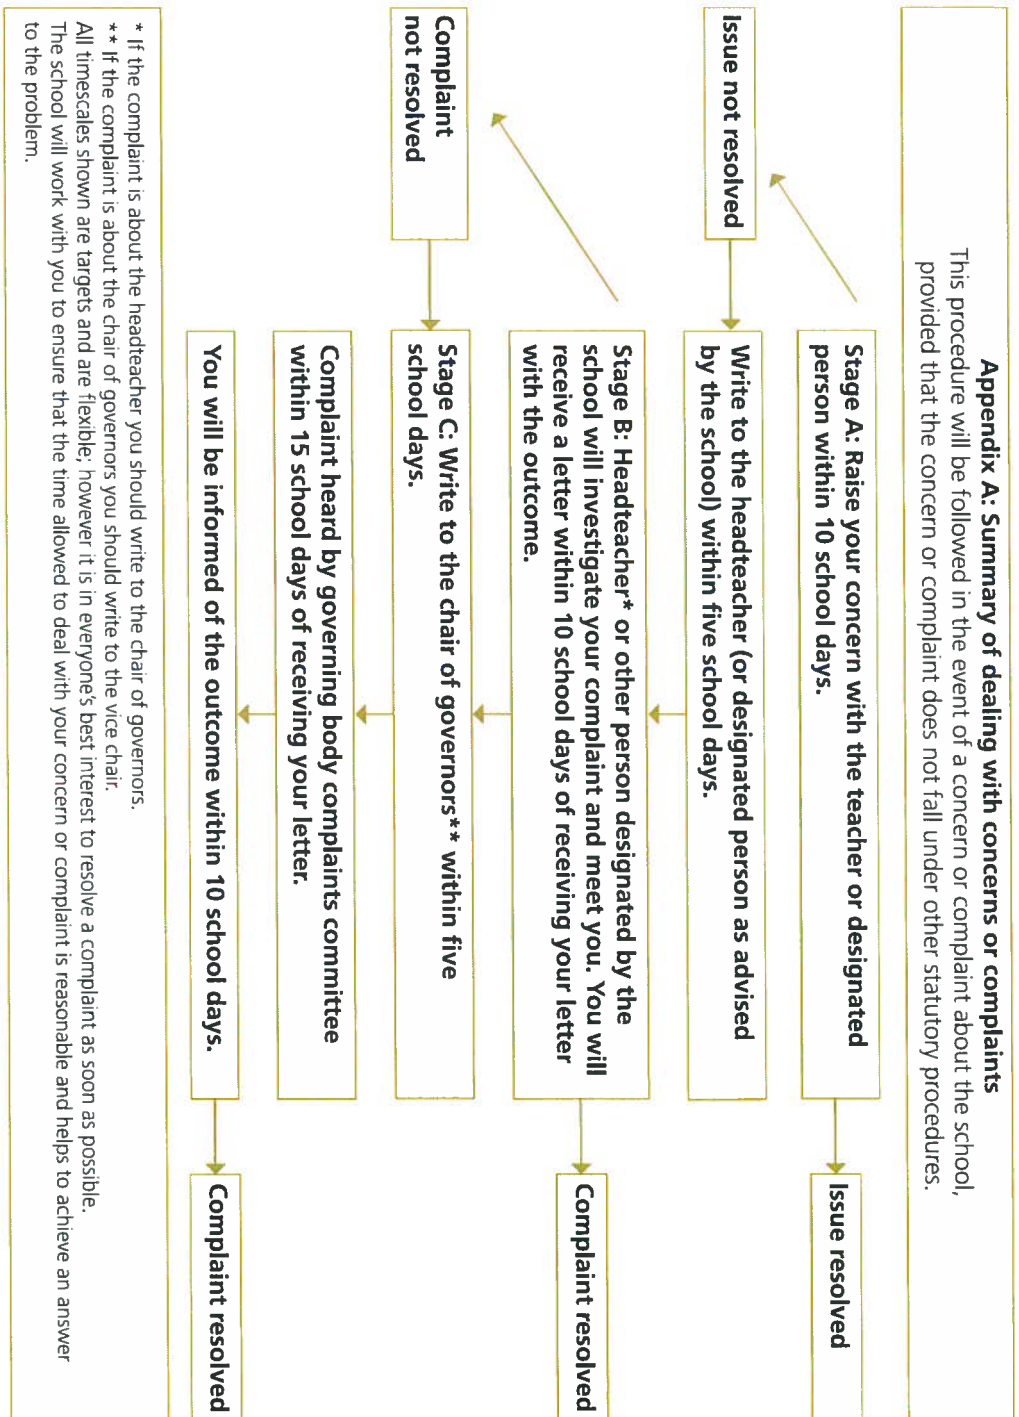 Appendix A: Summary of dealing with concerns or complaints
This procedure will be followed in the event of a concern or complaint about the school,
provided that the concern or complaint does not fall under other statutory procedures.
Stage A: Raise your concern with the teacher or designated
person within 10 school days.
Issue resolved
Issue not resolved
Write to the headteacher (or designated person as advised
by the school) within five school days.
Stage B: Headteacher* or other person designated by the
school will investigate your complaint and meet you. You will
receive a letter within 10 school days of receiving your letter
with the outcome.
Complaint resolved
Complaint
not resolved
Stage C: Write to the chair of governors** within five
school days.
Complaint heard by governing body complaints committee
within 15 school days of receiving your letter.
You will be informed of the outcome within 10 school days.
Complaint resolved
* If the complaint is about the headteacher you should write to the chair of governors.
** If the complaint is about the chair of governors you should write to the vice chair.
All timescales shown are targets and are flexible; however it is in everyone's best interest to resolve a complaint as soon as possible.
The school will work with you to ensure that the time allowed to deal with your concern or complaint is reasonable and helps to achieve an answer
to the problem.